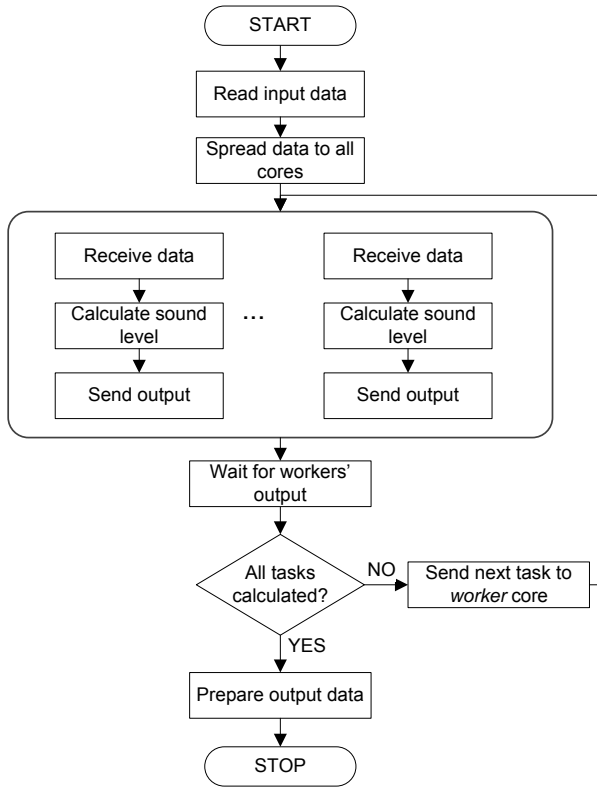 START
Read input data
Spread data to all
cores
Receive data
Receive data
Calculate sound
level
...
Calculate sound
level
Send output
Send output
Wait for workers'
output
All tasks
calculated?
NO
Send next task to
worker core
YES
Prepare output data
STOP